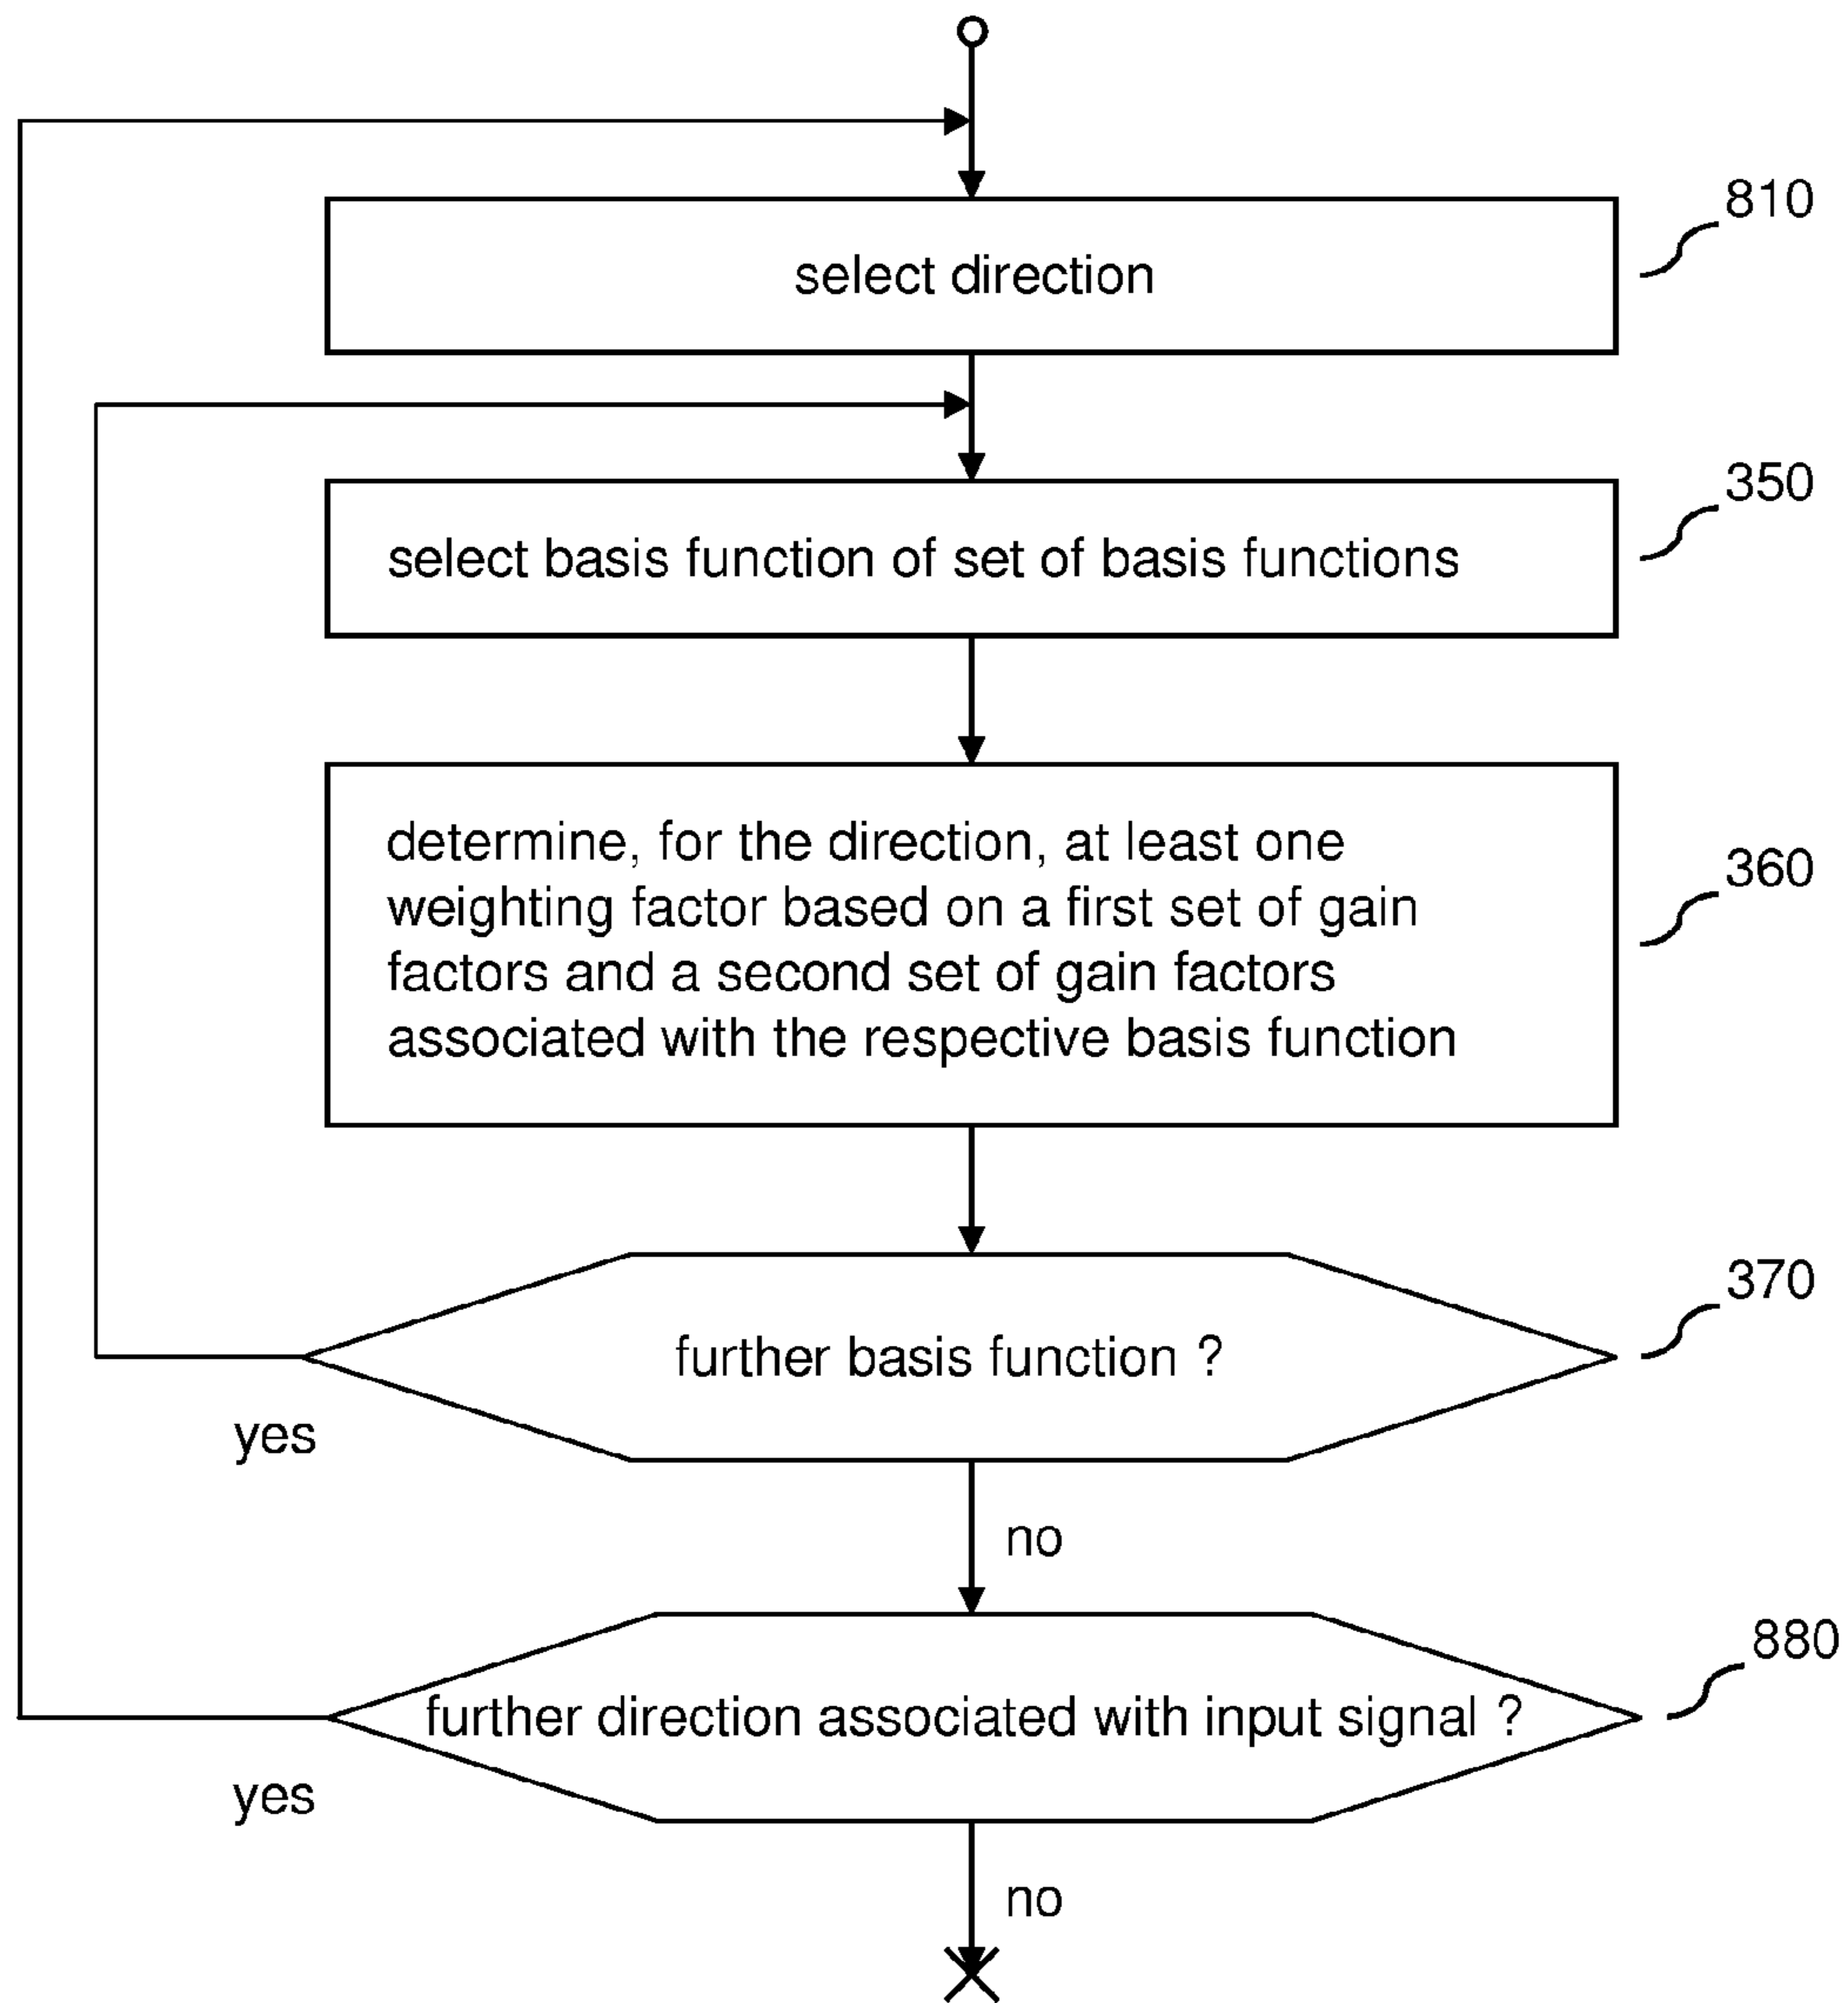 810
select direction
350
select basis function of set of basis functions
determine, for the direction, at least one
360
weighting factor based on a first set of gain
factors and a second set of gain factors
associated with the respective basis function
370
further basis function ?
yes
no
880
further direction associated with input signal ?
yes
no